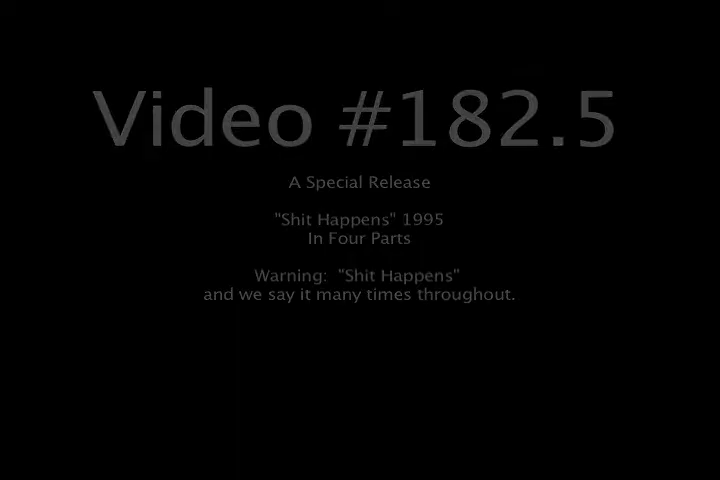 Video #182.5
A Special Release
"Shit Happens" 1995
In Four Parts
Warning:  "Shit Happens"
and we say it many times throughout.